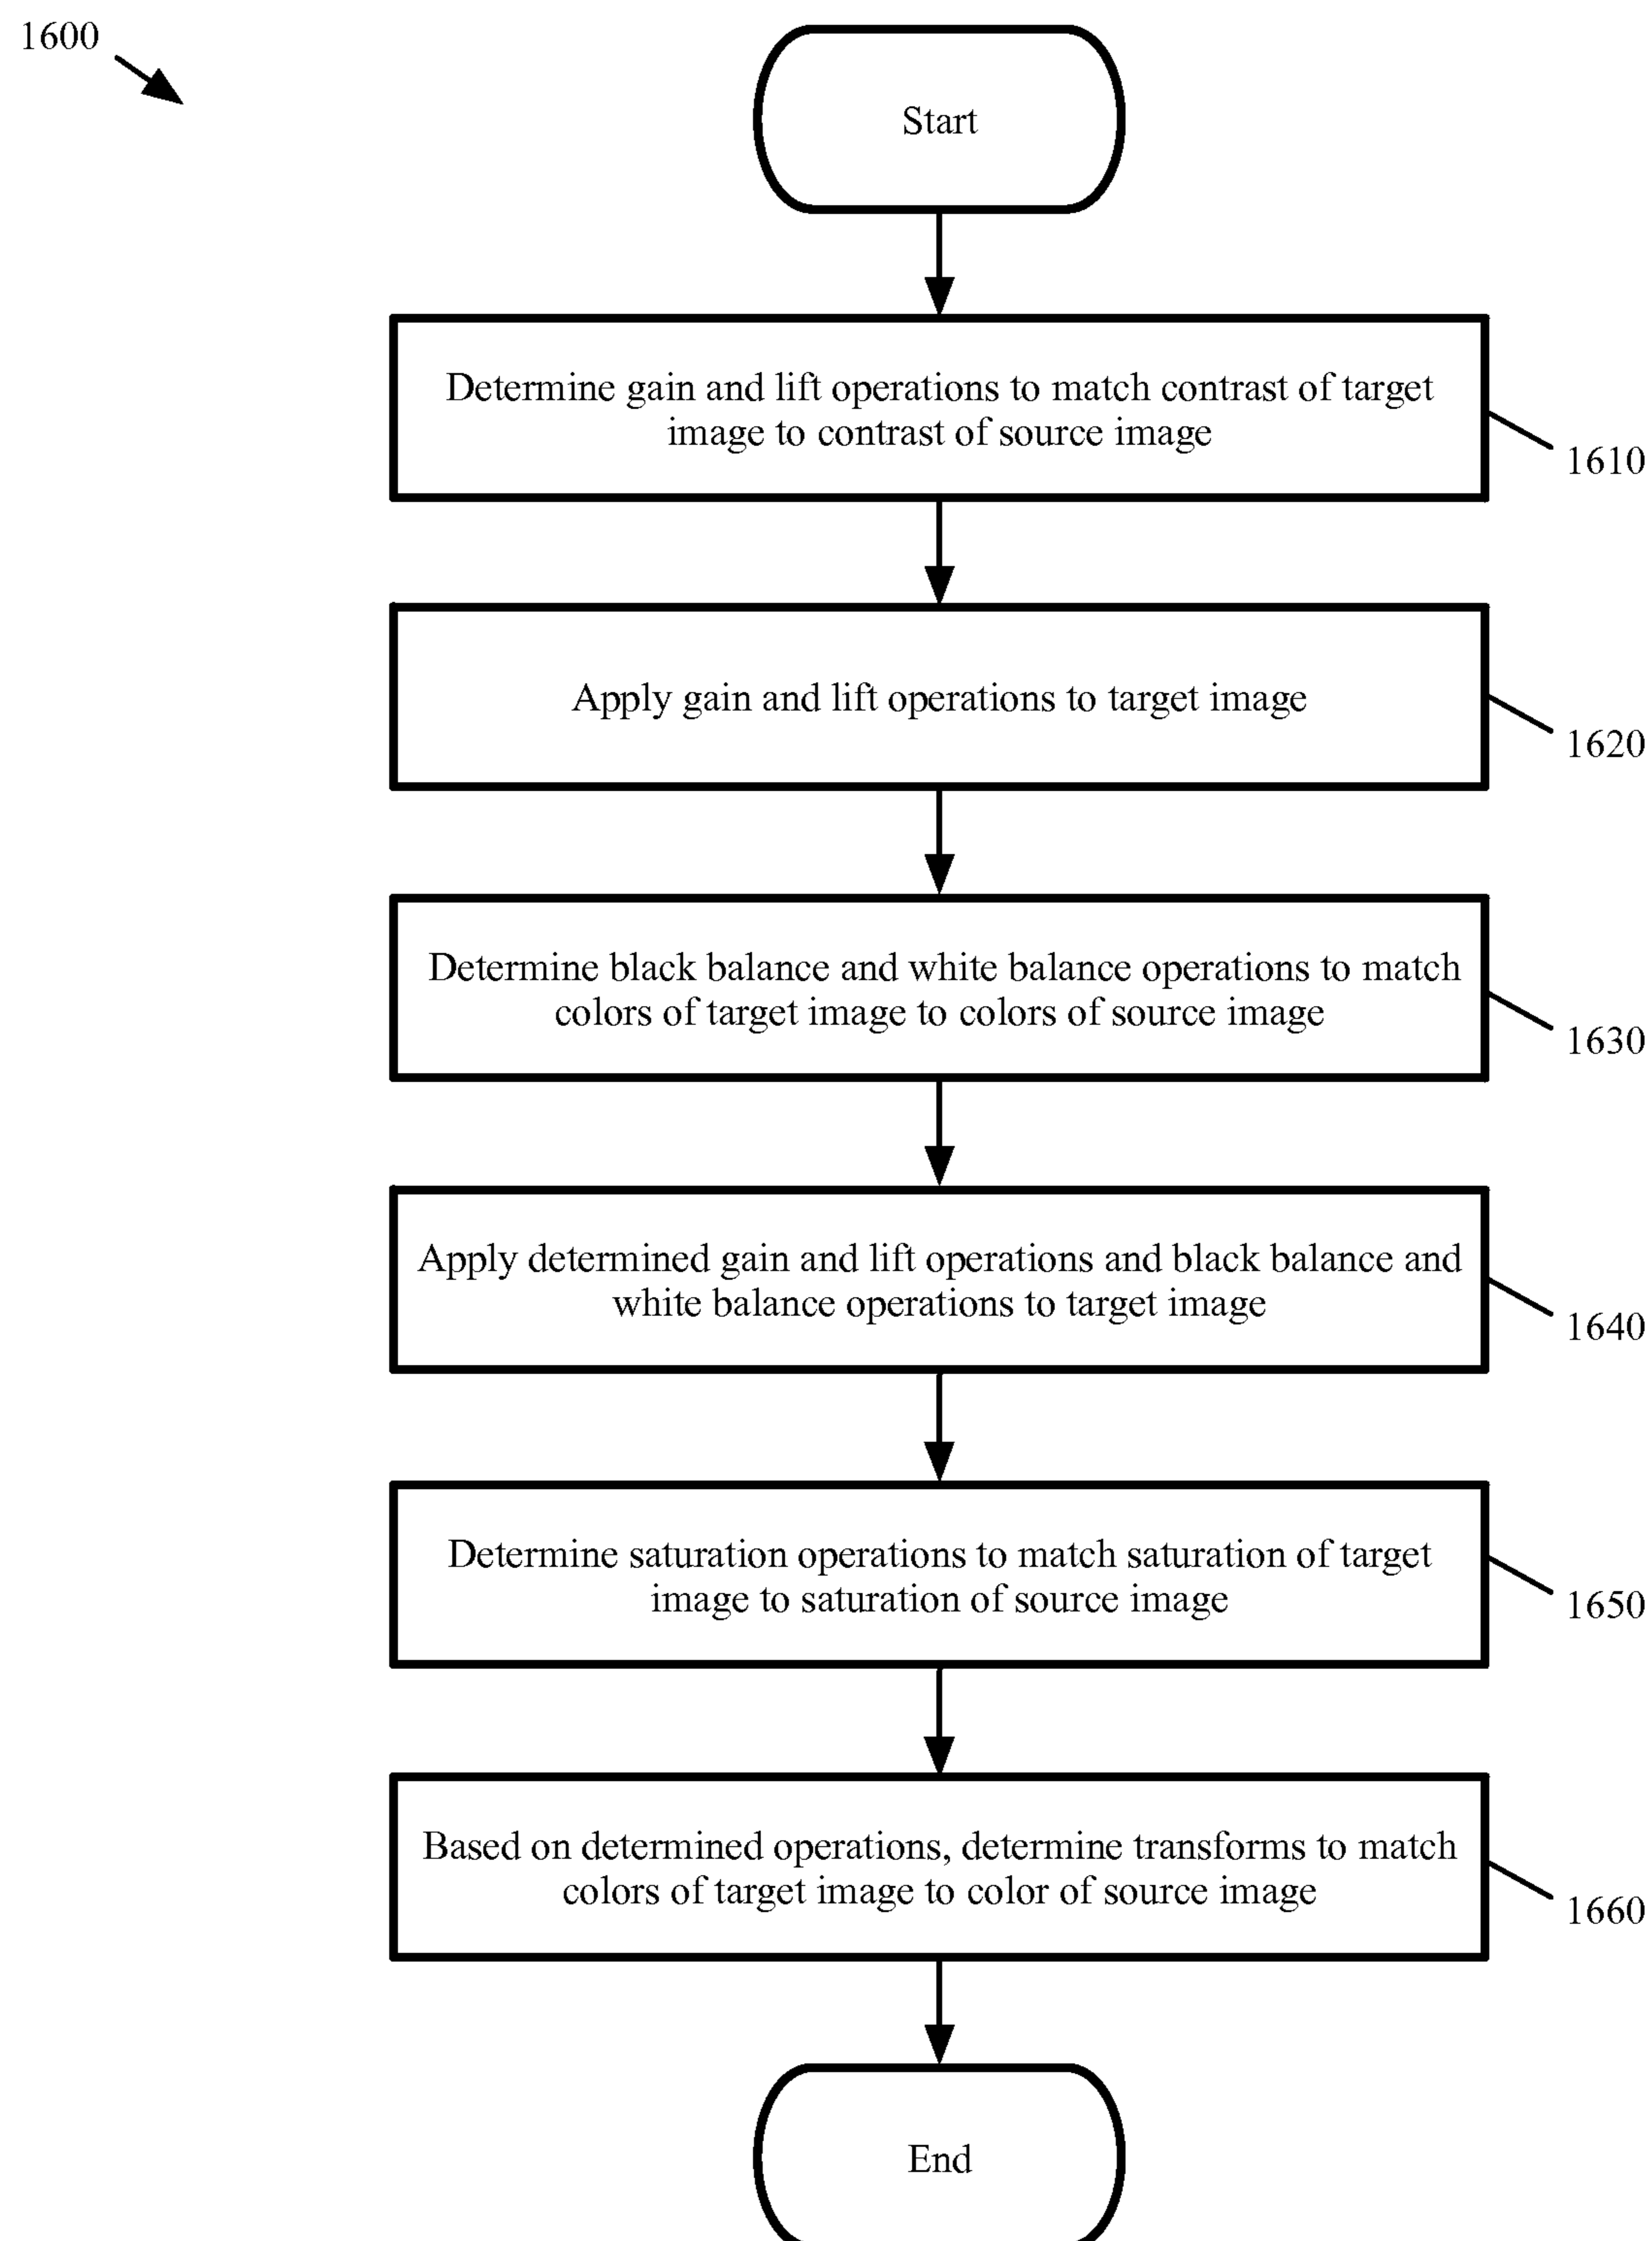 1600
Start
Determine gain and lift operations to match contrast of target
image to contrast of source image
1610
Apply gain and lift operations to target image
1620
Determine black balance and white balance operations to match
colors of target image to colors of source image
1630
Apply determined gain and lift operations and black balance and
white balance operations to target image
1640
Determine saturation operations to match saturation of target
image to saturation of source image
1650
Based on determined operations, determine transforms to match
colors of target image to color of source image
1660
End